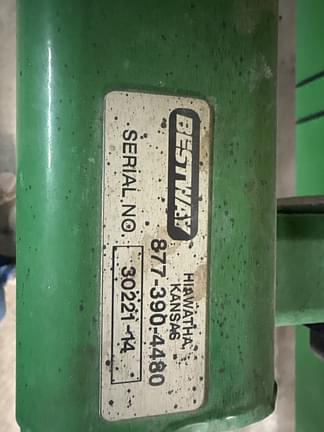 BESTWAY
HIAWATHA,
KANSAS
877-390-4480
SERIAL NO. 30221-14